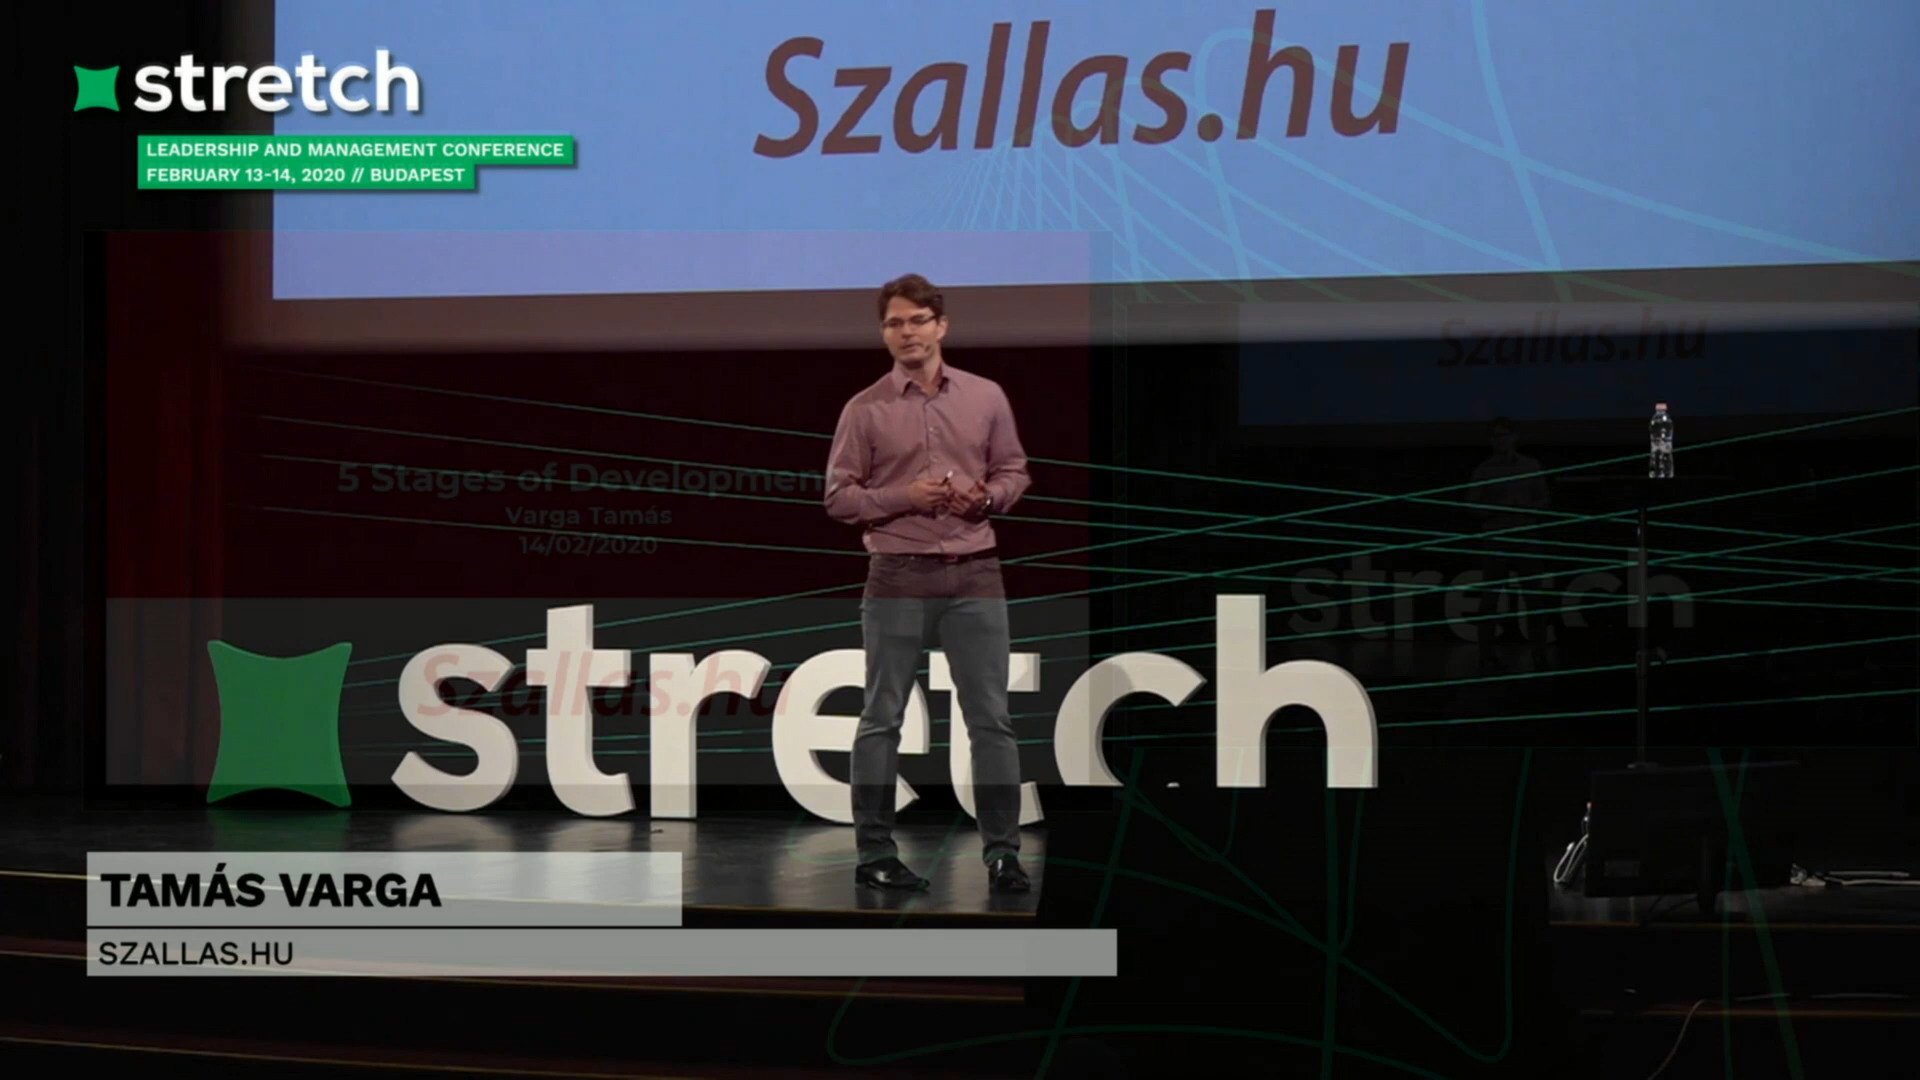 stretch
LEADERSHIP AND MANAGEMENT CONFERENCE
FEBRUARY 13-14, 2020 // BUDAPEST
Szallas.hu
Szallas.hu
5 Stages of Development
Varga Tamás
14/02/2020
Szallas.hu
stretch
stretch
TAMÁS VARGA
SZALLAS.HU